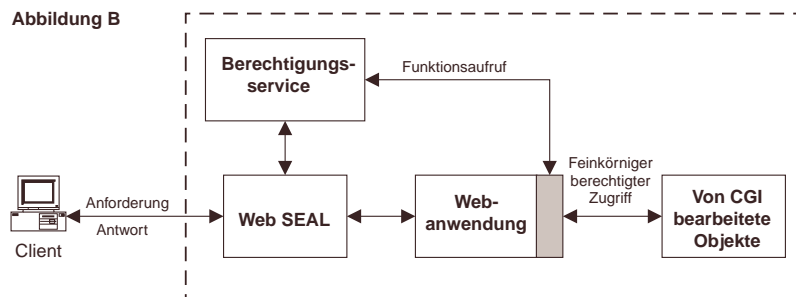 Abbildung B
Berechtigungs-
service
Funktionsaufruf
Feinkörniger
berechtigter
Zugriff
Anforderung
Antwort
Client
Web SEAL
Web-
anwendung
Von CGI
bearbeitete
Objekte